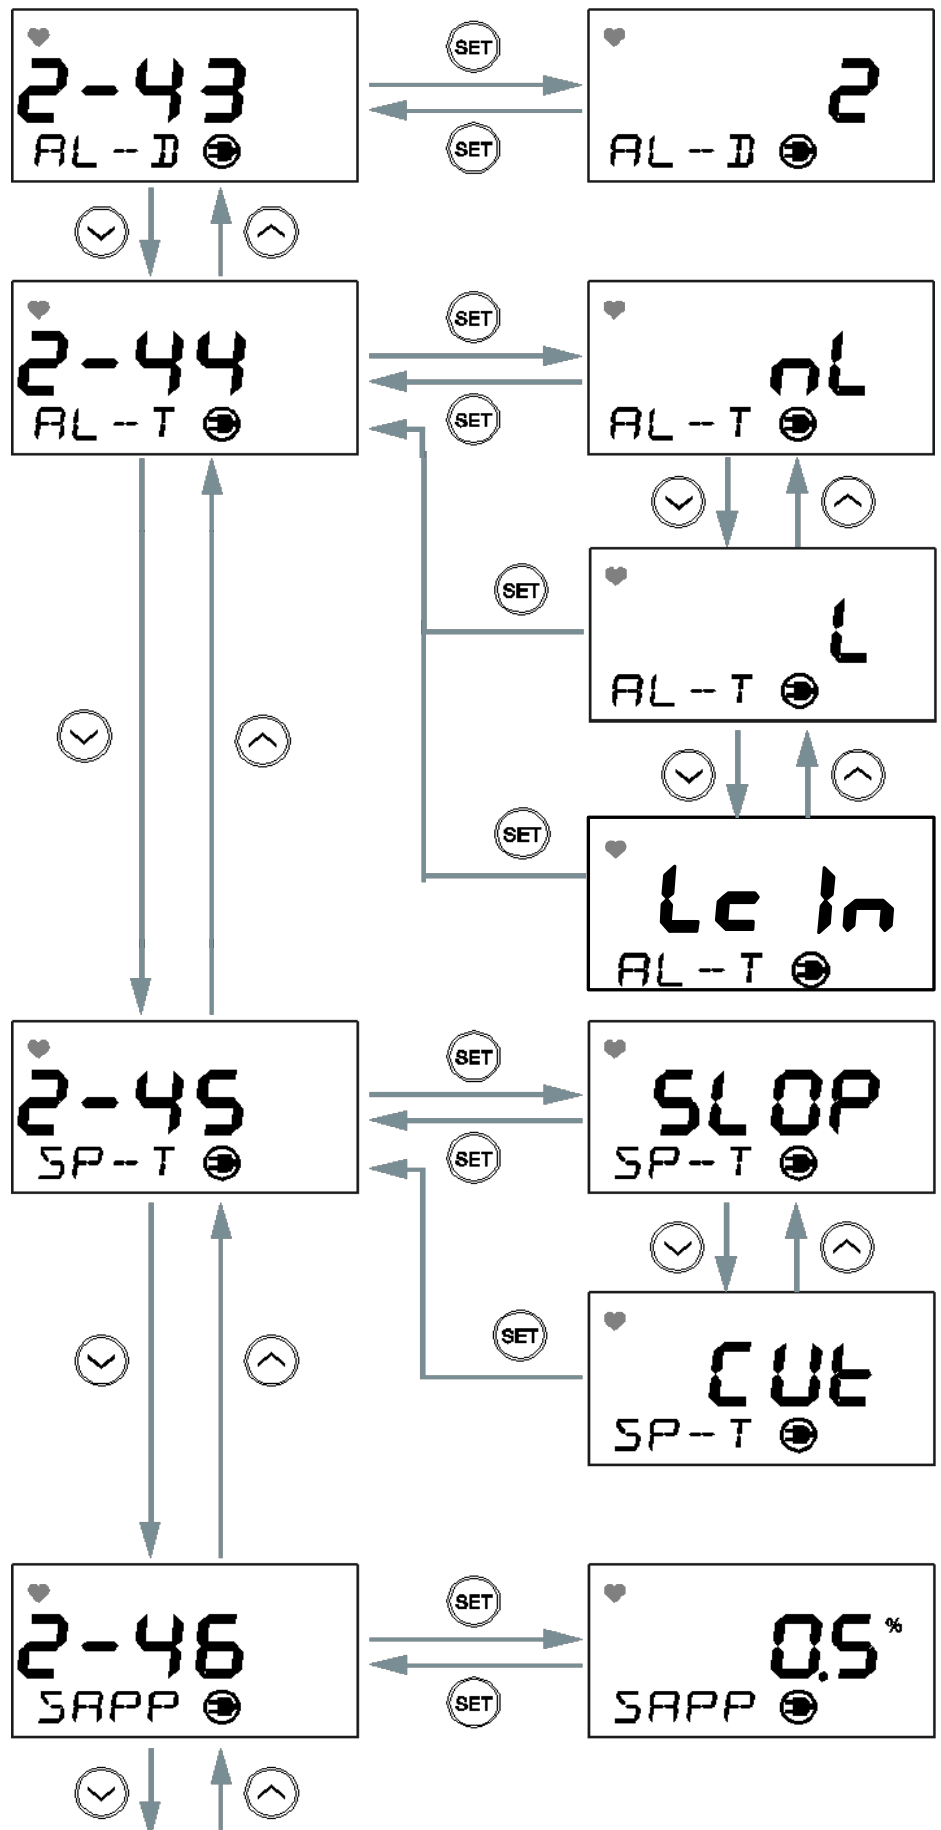 SET
2-43
2
AL--D
AL--D
SET
SET
2-44
nL
AL--T
AL--T
SET
SET
L
AL--T
SET
Lc In
AL--T
SET
2-45
SLOP
SP--T
SP--T
SET
SET
CUt
SP--T
SET
2-46
0.5%
SAPP
SAPP
SET